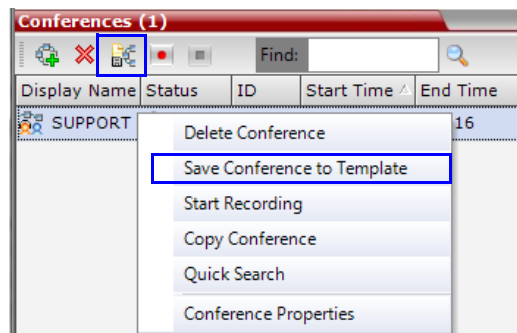 Conferences (1)
Find:
Display Name Status ID Start Time End Time
SUPPORT 16
Delete Conference
Save Conference to Template
Start Recording
Copy Conference
Quick Search
Conference Properties